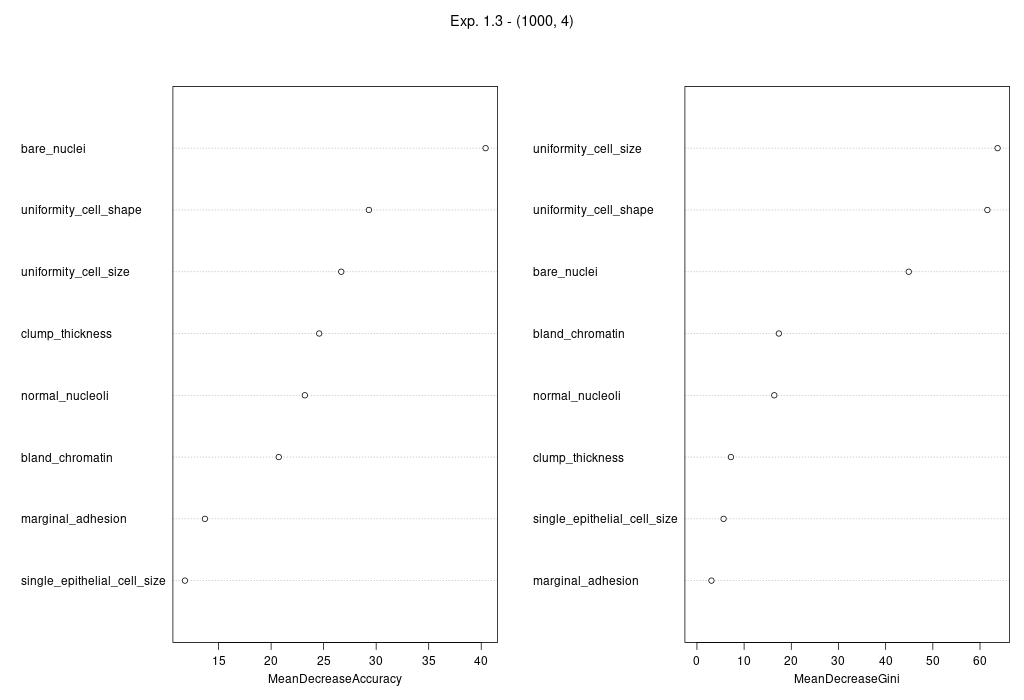 Exp. 1.3 - (1000, 4)
bare_nuclei
uniformity_cell_shape
uniformity_cell_size
clump_thickness
normal_nucleoli
bland_chromatin
marginal_adhesion
single_epithelial_cell_size
15 20 25 30 35 40
MeanDecreaseAccuracy
uniformity_cell_size
uniformity_cell_shape
bare_nuclei
bland_chromatin
normal_nucleoli
clump_thickness
single_epithelial_cell_size
marginal_adhesion
0 10 20 30 40 50 60
MeanDecreaseGini